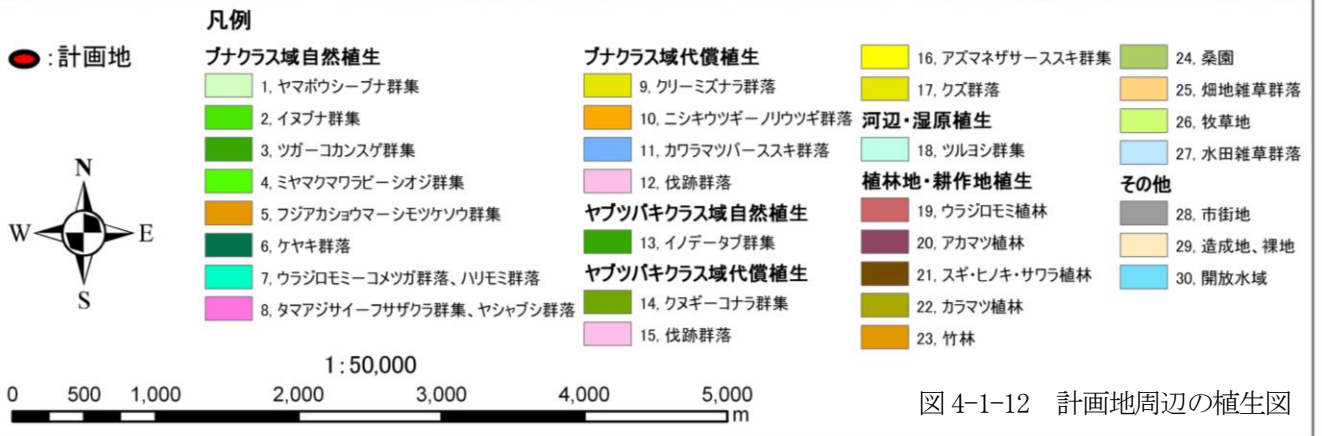 凡例
:計画地
N
W
E
S
ブナクラス域自然植生
1, ヤマボウシーブナ群集
2, イヌブナ群集
3, ツガーコカンスゲ群集
4, ミヤマクマワラビーシオジ群集
5, フジアカショウマーシモツケソウ群集
6, ケヤキ群落
7, ウラジロモミーコメツガ群落、ハリモミ群落
8, タマアジサイーフサザクラ群集、ヤシャブシ群落
ブナクラス域代償植生
9, クリーミズナラ群落
10, ニシキウツギーノリウツギ群落
11, カワラマツバーススキ群落
12, 伐跡群落
ヤブツバキクラス域自然植生
13, イノデータブ群集
ヤブツバキクラス域代償植生
14, クヌギーコナラ群集
15, 伐跡群落
16, アズマネザサーススキ群集
17, クズ群落
河辺・湿原植生
18, ツルヨシ群集
植林地・耕作地植生
19, ウラジロモミ植林
20, アカマツ植林
21, スギ・ヒノキ・サワラ植林
22, カラマツ植林
23, 竹林
24, 桑園
25, 畑地雑草群落
26, 牧草地
27, 水田雑草群落
その他
28, 市街地
29, 造成地、裸地
30, 開放水域
1:50,000
0 500 1,000 2,000 3,000 4,000 5,000
m
図 4-1-12 計画地周辺の植生図